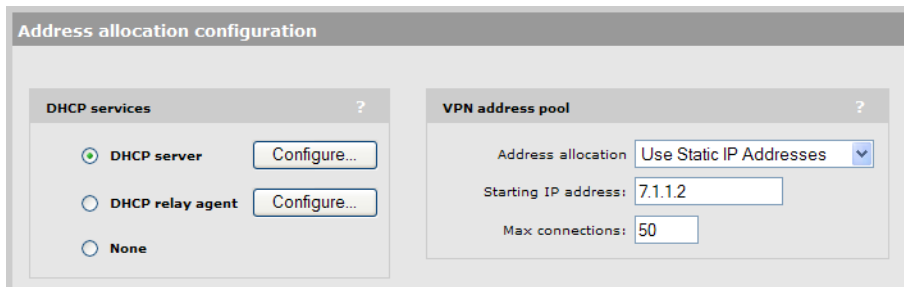 Address allocation configuration
DHCP services ?
DHCP server Configure...
DHCP relay agent Configure...
None
VPN address pool ?
Address allocation Use Static IP Addresses
Starting IP address: 7.1.1.2
Max connections: 50